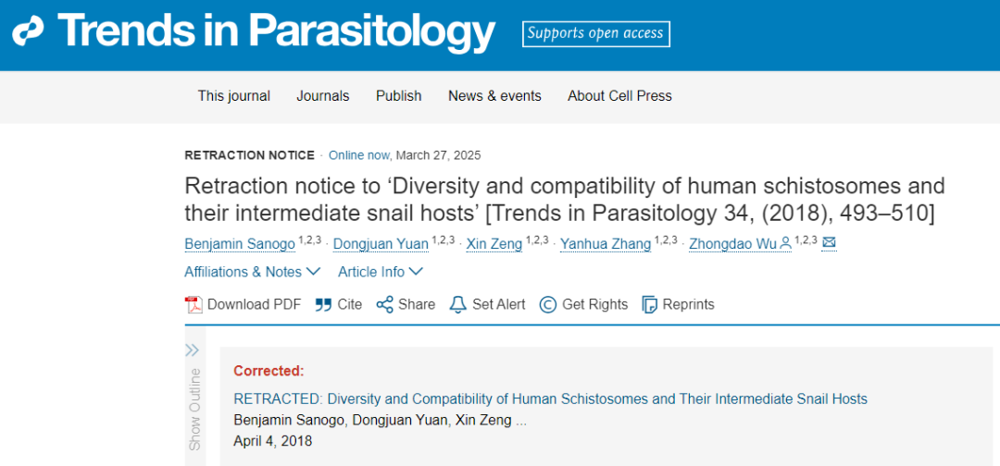 Trends in Parasitology Supports open access
This journal Journals Publish News & events About Cell Press
RETRACTION NOTICE · Online now, March 27, 2025
Retraction notice to ‘Diversity and compatibility of human schistosomes and
their intermediate snail hosts’ [Trends in Parasitology 34, (2018), 493–510]
Benjamin Sanogo 1,2,3 · Dongjuan Yuan 1,2,3 · Xin Zeng 1,2,3 · Yanhua Zhang 1,2,3 · Zhongdao Wu 1,2,3
Affiliations & Notes Article Info
PDF Download PDF Cite Share Set Alert © Get Rights Reprints
Show Outline
Corrected:
RETRACTED: Diversity and Compatibility of Human Schistosomes and Their Intermediate Snail Hosts
Benjamin Sanogo, Dongjuan Yuan, Xin Zeng ...
April 4, 2018